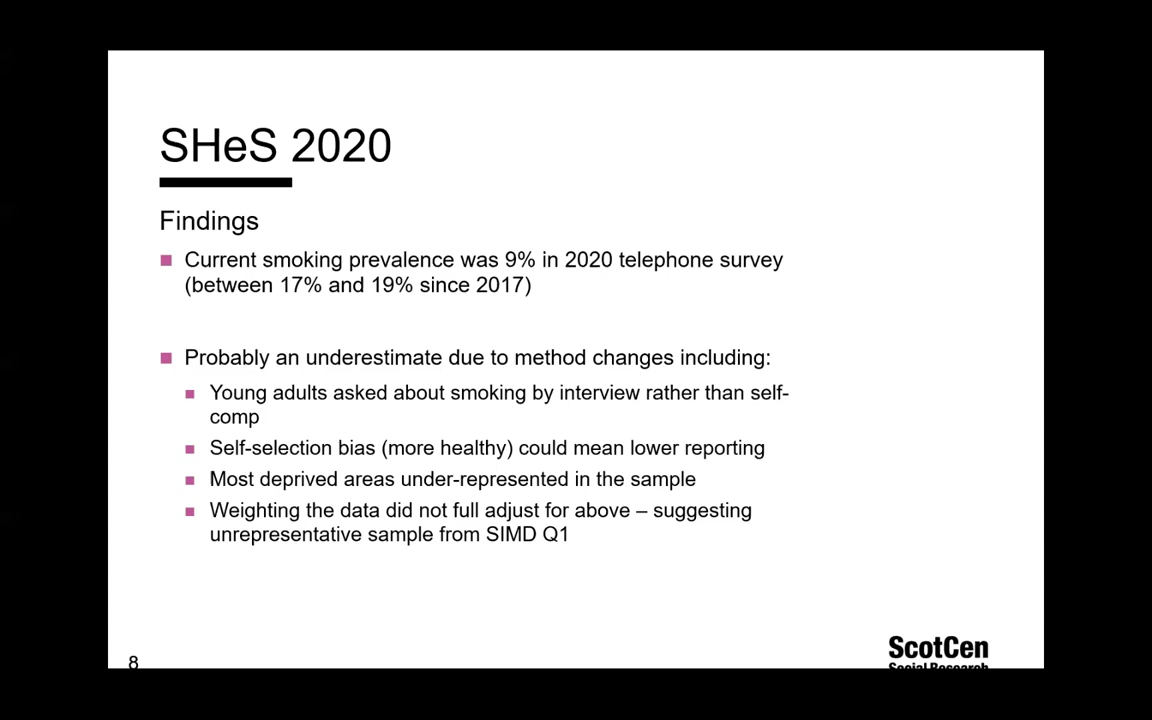 SHeS 2020
Findings
Current smoking prevalence was 9% in 2020 telephone survey
(between 17% and 19% since 2017)
Probably an underestimate due to method changes including:
Young adults asked about smoking by interview rather than self-
comp
Self-selection bias (more healthy) could mean lower reporting
Most deprived areas under-represented in the sample
Weighting the data did not full adjust for above – suggesting
unrepresentative sample from SIMD Q1
8
ScotCen
Social Research